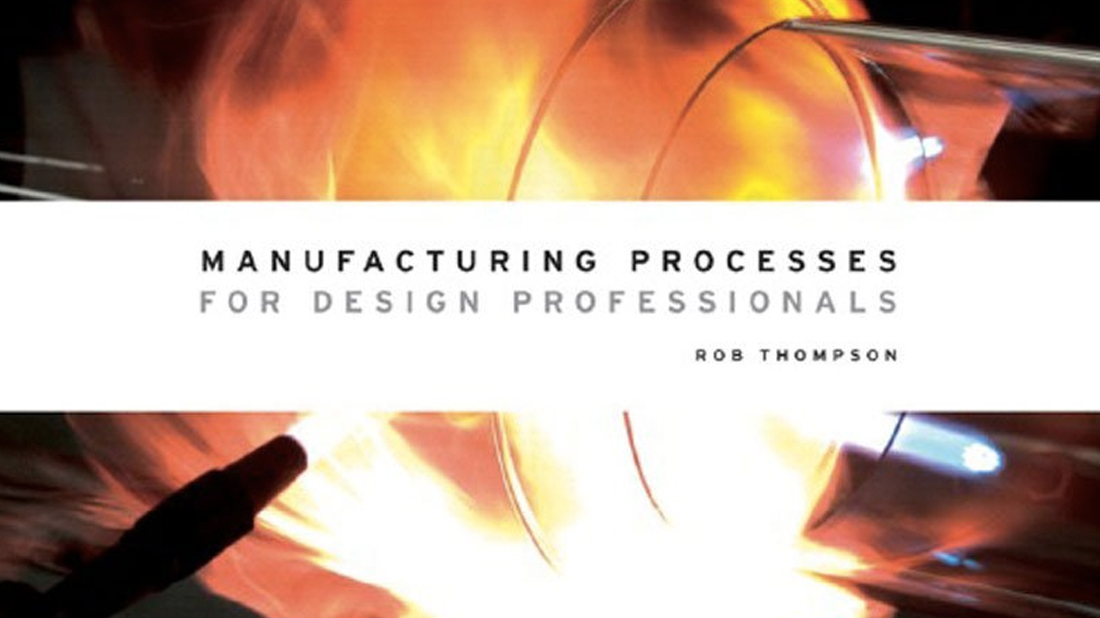 MANUFACTURING PROCESSES
FOR DESIGN PROFESSIONALS
ROB THOMPSON